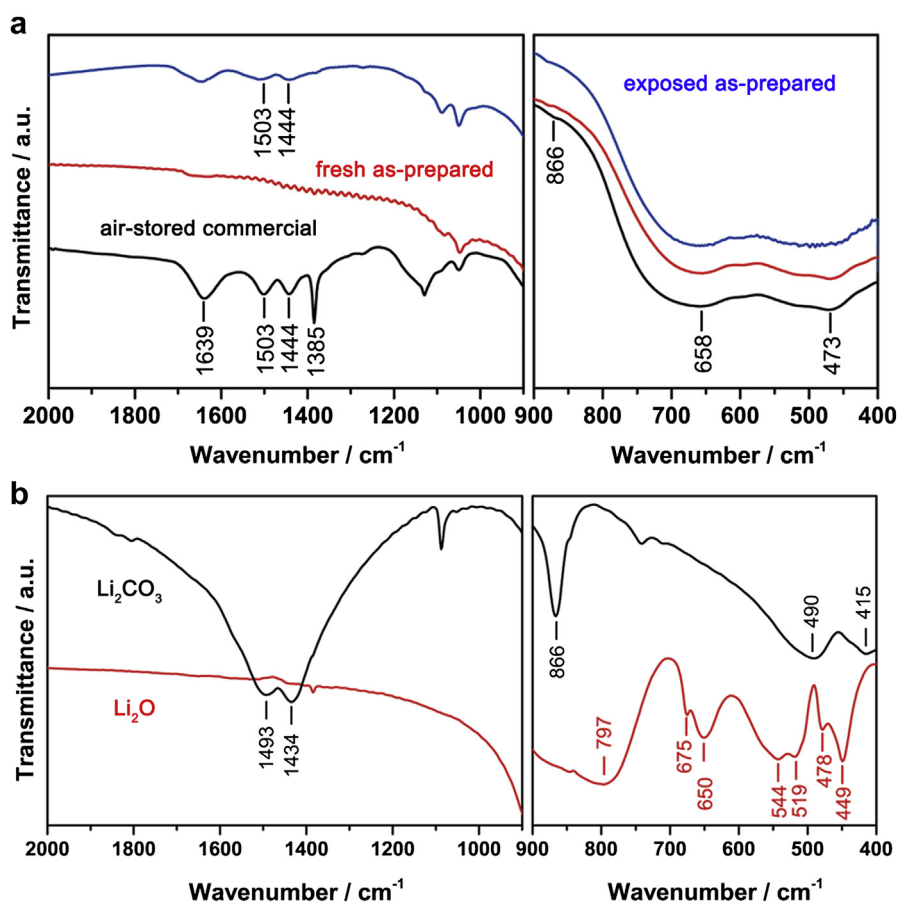 a
Transmittance / a.u.
exposed as-prepared
1503
1444
fresh as-prepared
air-stored commercial
1639
1503
1444
1385
866
658
473
2000 1800 1600 1400 1200 1000 900 800 700 600 500 400
Wavenumber / cm⁻¹ Wavenumber / cm⁻¹
b
Transmittance / a.u.
Li₂CO₃
Li₂O
1493
1434
866
490
415
797
675
650
544
519
478
449
2000 1800 1600 1400 1200 1000 900 800 700 600 500 400
Wavenumber / cm⁻¹ Wavenumber / cm⁻¹